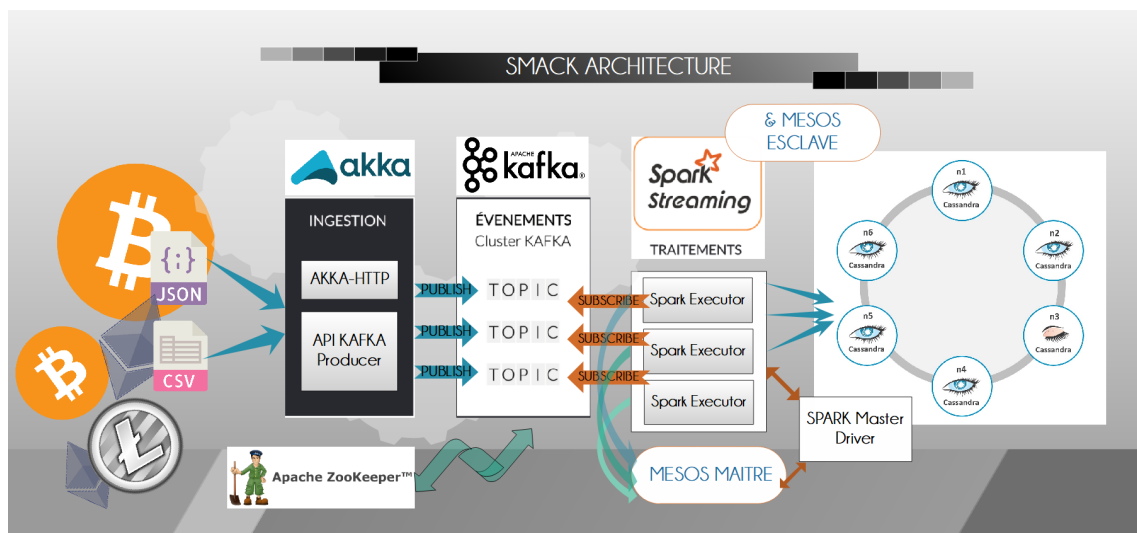 SMACK ARCHITECTURE
& MESOS
ESCLAVE
akka
APACHE
kafka®
Spark
Streaming
INGESTION
ÉVENEMENTS
Cluster KAFKA
TRAITEMENTS
{;}
JSON
CSV
AKKA-HTTP
API KAFKA
Producer
PUBLISH
PUBLISH
PUBLISH
TOPIC
TOPIC
TOPIC
SUBSCRIBE
SUBSCRIBE
SUBSCRIBE
Spark Executor
Spark Executor
Spark Executor
n1
Cassandra
n2
Cassandra
n3
Cassandra
n4
Cassandra
n5
Cassandra
n6
Cassandra
SPARK Master
Driver
MESOS MAITRE
Apache ZooKeeper™